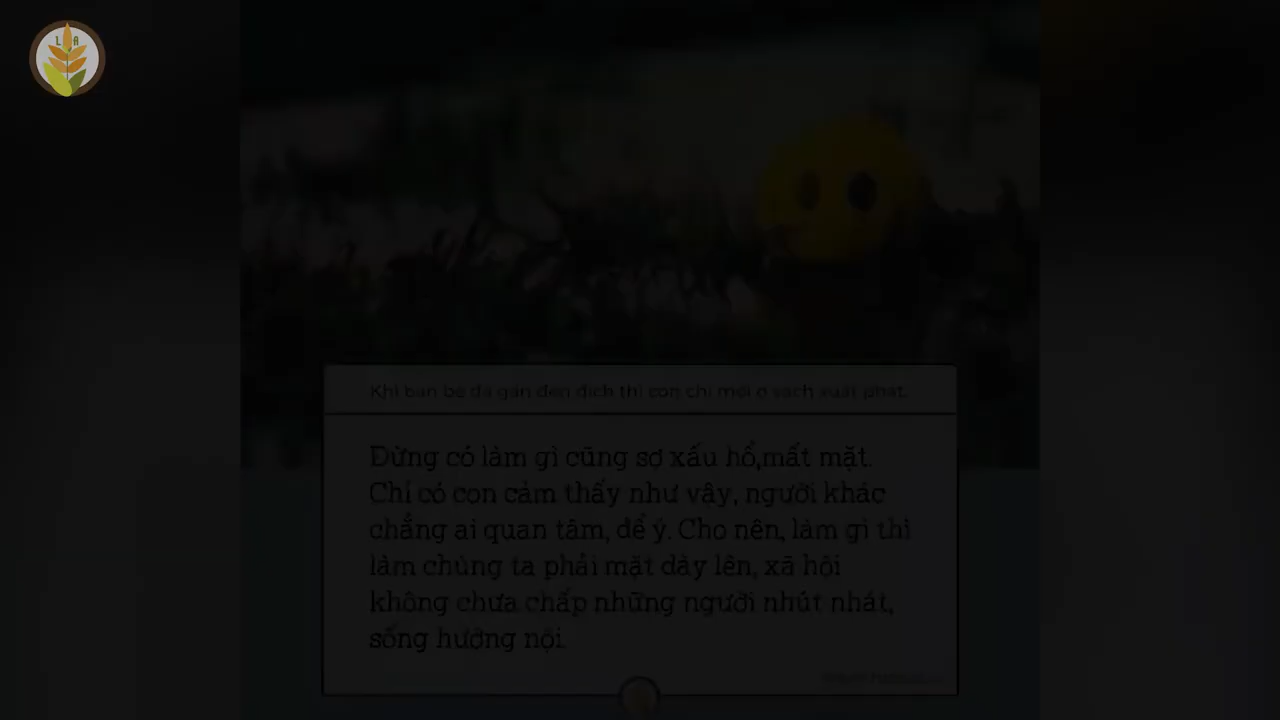 L A
Khi bạn bè đã gần đến đích thì con chỉ mới ở vạch xuất phát.
Đừng có làm gì cũng sợ xấu hổ,mất mặt.
Chỉ có con cảm thấy như vậy, người khác
chẳng ai quan tâm, để ý. Cho nên, làm gì thì
làm chúng ta phải mặt dày lên, xã hội
không chưa chấp những người nhút nhát,
sống hướng nội.